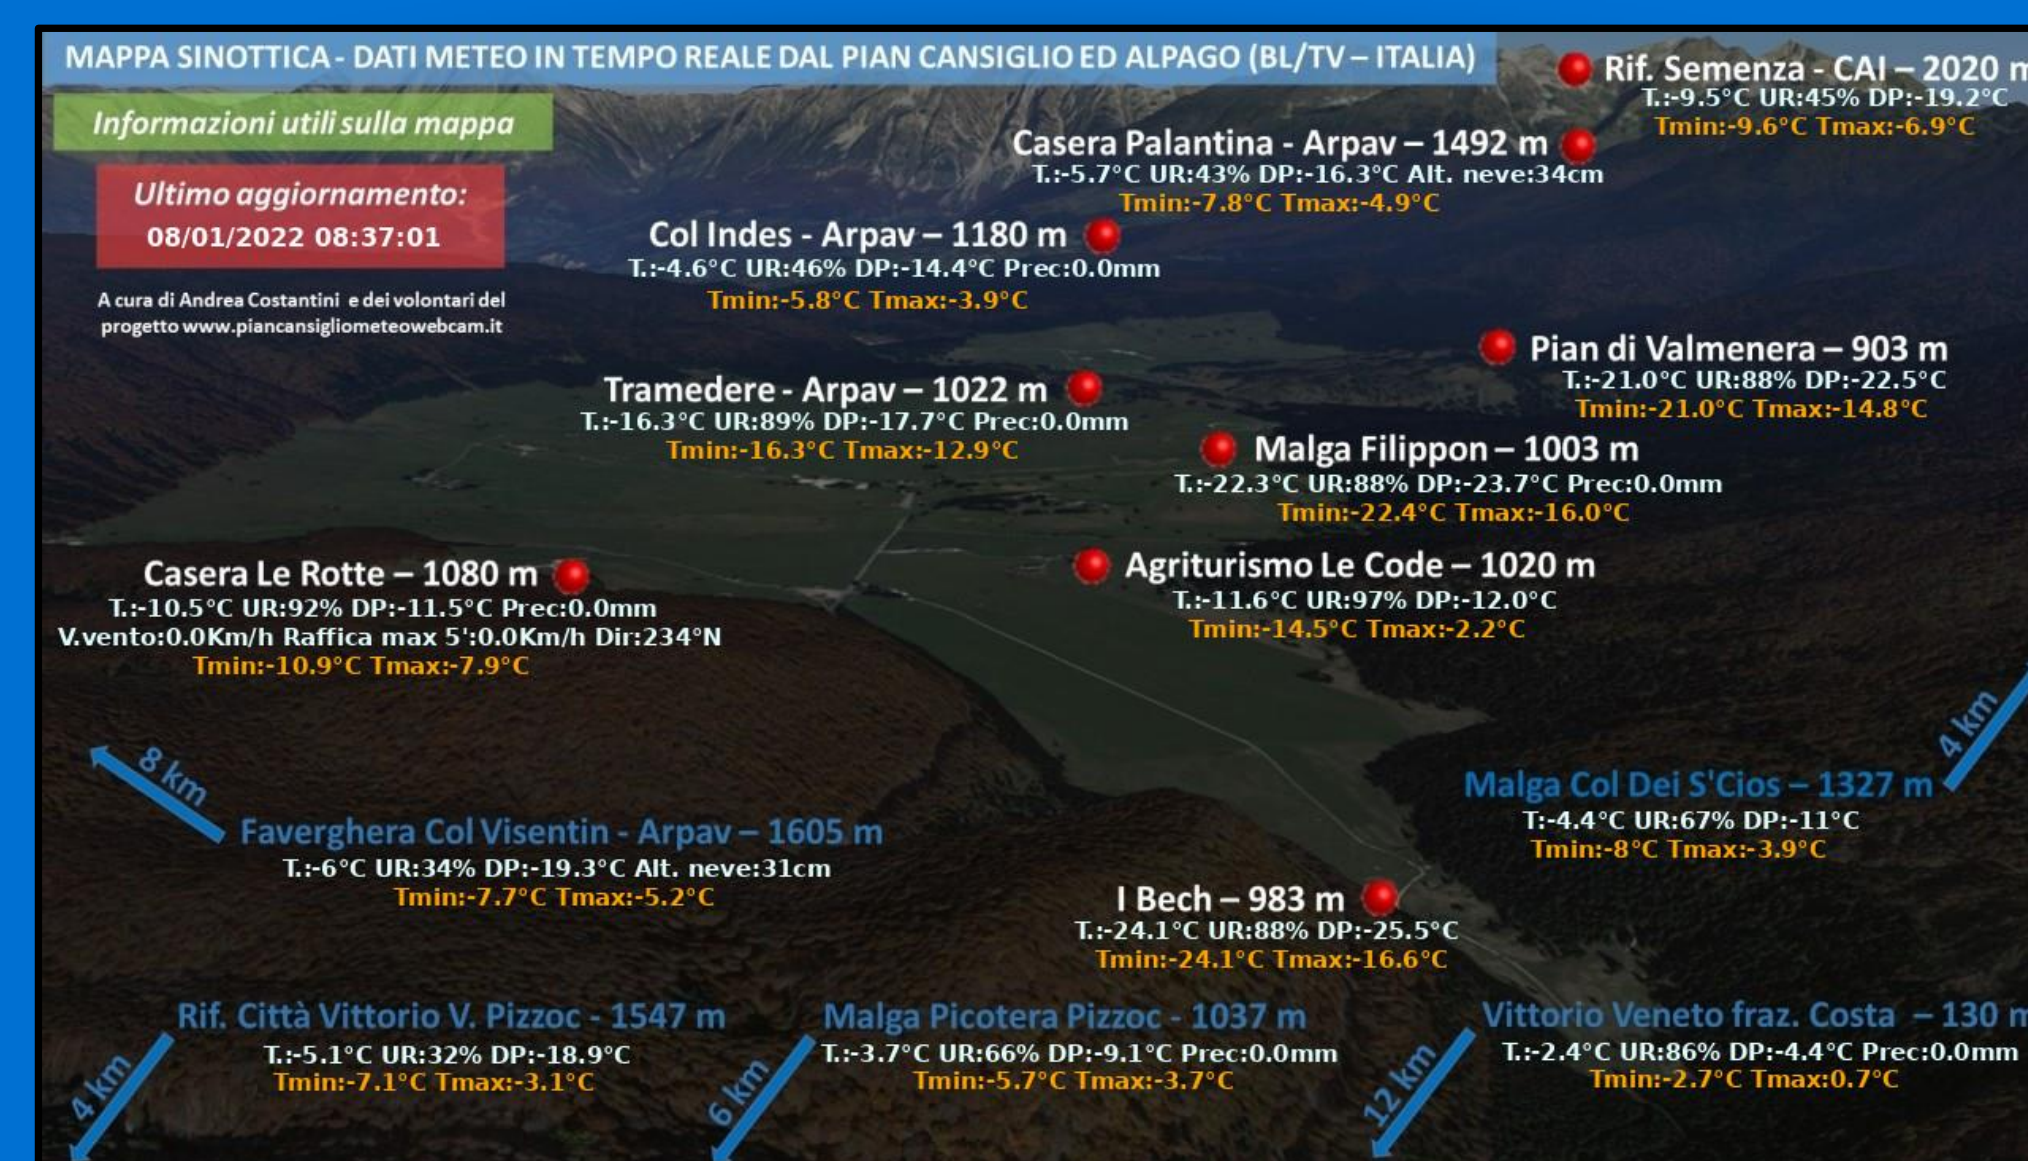 MAPPA SINOTTICA - DATI METEO IN TEMPO REALE DAL PIAN CANSIGLIO ED ALPAGO (BL/TV – ITALIA)
Informazioni utili sulla mappa
Ultimo aggiornamento:
08/01/2022 08:37:01
A cura di Andrea Costantini e dei volontari del
progetto www.piancansigliometeowebcam.it
Rif. Semenza - CAI – 2020 m
T.:-9.5°C UR:45% DP:-19.2°C
Tmin:-9.6°C Tmax:-6.9°C
Casera Palantina - Arpav – 1492 m
T.:-5.7°C UR:43% DP:-16.3°C Alt. neve:34cm
Tmin:-7.8°C Tmax:-4.9°C
Col Indes - Arpav – 1180 m
T.:-4.6°C UR:46% DP:-14.4°C Prec:0.0mm
Tmin:-5.8°C Tmax:-3.9°C
Pian di Valmenera – 903 m
T.:-21.0°C UR:88% DP:-22.5°C
Tmin:-21.0°C Tmax:-14.8°C
Tramedere - Arpav – 1022 m
T.:-16.3°C UR:89% DP:-17.7°C Prec:0.0mm
Tmin:-16.3°C Tmax:-12.9°C
Malga Filippon – 1003 m
T.:-22.3°C UR:88% DP:-23.7°C Prec:0.0mm
Tmin:-22.4°C Tmax:-16.0°C
Casera Le Rotte – 1080 m
T.:-10.5°C UR:92% DP:-11.5°C Prec:0.0mm
V.vento:0.0Km/h Raffica max 5':0.0Km/h Dir:234°N
Tmin:-10.9°C Tmax:-7.9°C
Agriturismo Le Code – 1020 m
T.:-11.6°C UR:97% DP:-12.0°C
Tmin:-14.5°C Tmax:-2.2°C
4 km
Malga Col Dei S'Cios – 1327 m
T:-4.4°C UR:67% DP:-11°C
Tmin:-8°C Tmax:-3.9°C
8 km
Faverghera Col Visentin - Arpav – 1605 m
T.:-6°C UR:34% DP:-19.3°C Alt. neve:31cm
Tmin:-7.7°C Tmax:-5.2°C
I Bech – 983 m
T.:-24.1°C UR:88% DP:-25.5°C
Tmin:-24.1°C Tmax:-16.6°C
Rif. Città Vittorio V. Pizzoc - 1547 m
T.:-5.1°C UR:32% DP:-18.9°C
Tmin:-7.1°C Tmax:-3.1°C
4 km
Malga Picotera Pizzoc - 1037 m
T.:-3.7°C UR:66% DP:-9.1°C Prec:0.0mm
Tmin:-5.7°C Tmax:-3.7°C
6 km
Vittorio Veneto fraz. Costa – 130 m
T.:-2.4°C UR:86% DP:-4.4°C Prec:0.0mm
Tmin:-2.7°C Tmax:0.7°C
12 km